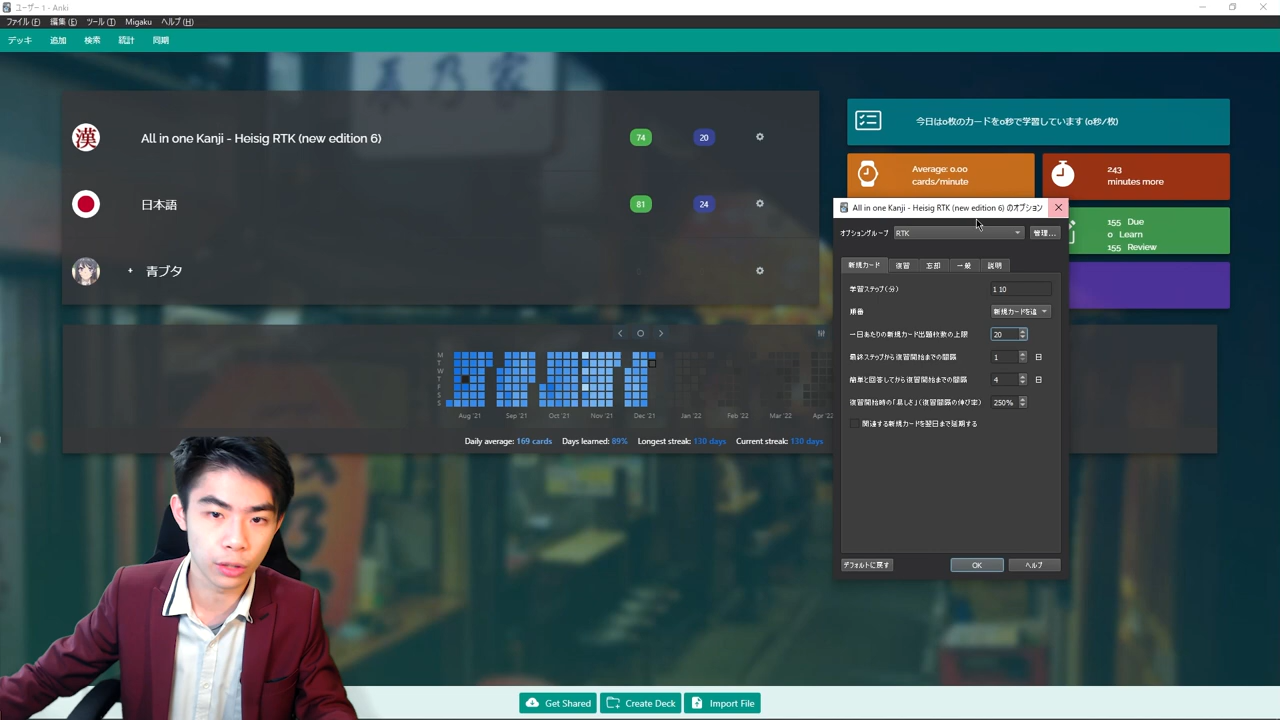 ユーザー 1 - Anki
ファイル(F) 編集(E) ツール(T) Migaku ヘルプ(H)
デッキ 追加 検索 統計 同期
漢 All in one Kanji - Heisig RTK (new edition 6) 74 20
日本語 81 24
+ 青ブタ
今日は0枚のカードを0秒で学習しています (0秒/枚)
Average: 0.00
cards/minute
243
minutes more
155 Due
0 Learn
155 Review
All in one Kanji - Heisig RTK (new edition 6) のオプション
オプショングループ RTK 管理...
新規カード 復習 忘却 一般 説明
学習ステップ(分) 1 10
順番 新規カードを追
一日あたりの新規カード出題枚数の上限 20
最終ステップから復習開始までの間隔 1 日
簡単と回答してから復習開始までの間隔 4 日
復習開始時の「易しさ」(復習間隔の伸び率) 250%
関連する新規カードを翌日まで延期する
デフォルトに戻す OK ヘルプ
M
T
W
T
F
S
S
Aug '21 Sep '21 Oct '21 Nov '21 Dec '21 Jan '22 Feb '22 Mar '22 Apr '22
Daily average: 169 cards Days learned: 89% Longest streak: 130 days Current streak: 130 days
Get Shared Create Deck Import File